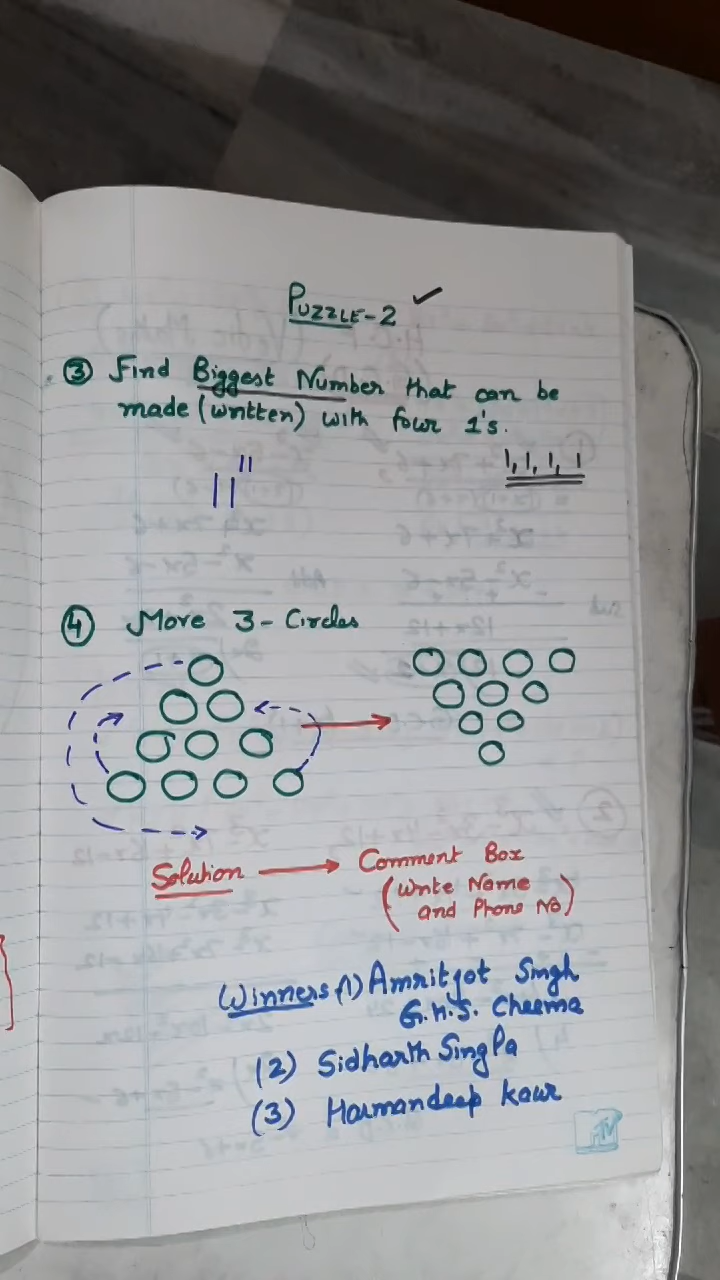 PUZZLE-2
③ Find Biggest Number that can be
made (written) with four 1's.
11¹¹
1, 1, 1, 1
④ Move 3-Circles
Solution → Comment Box
(Write Name
and Phone No)
Winners (1) Amritjot Singh
G.H.S. Cheema
(2) Sidharth Singla
(3) Harmandeep Kaur